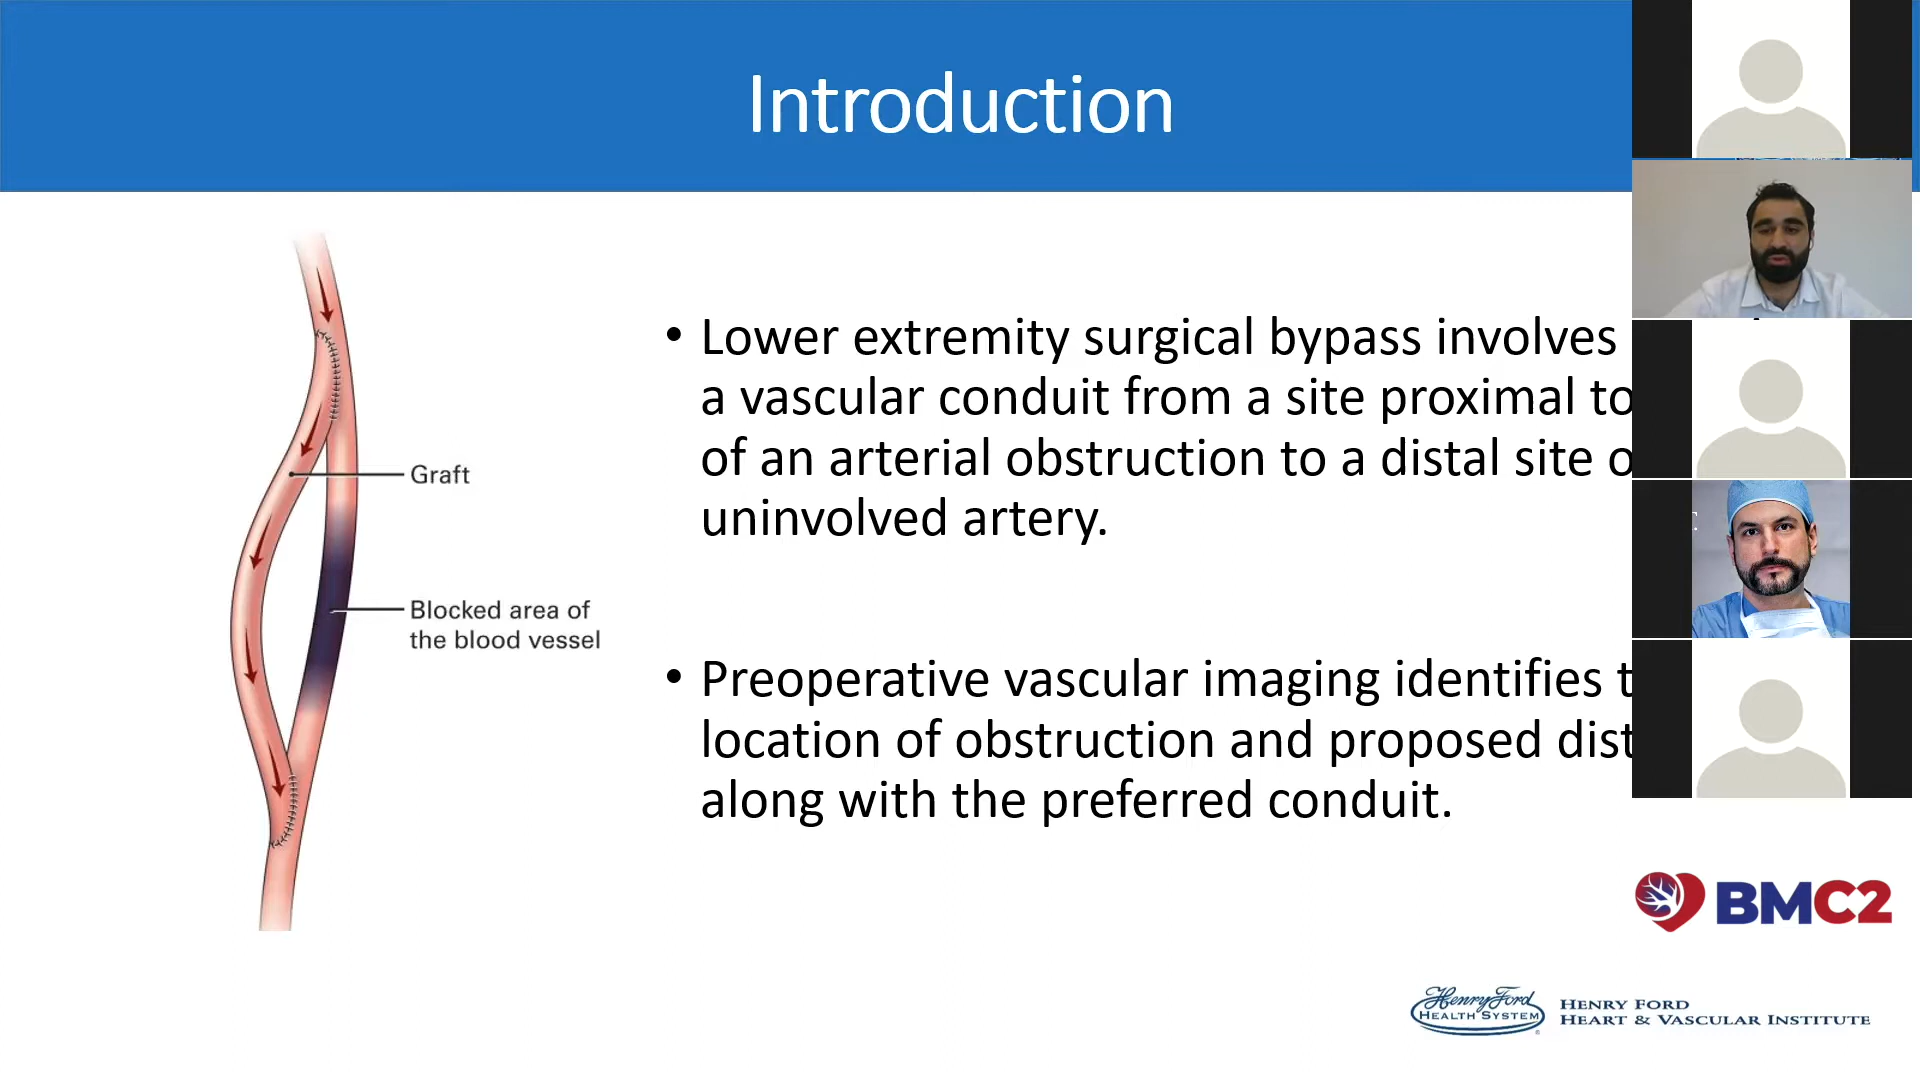 Introduction
Graft
Blocked area of
the blood vessel
• Lower extremity surgical bypass involves
a vascular conduit from a site proximal to
of an arterial obstruction to a distal site
uninvolved artery.
• Preoperative vascular imaging identifies
location of obstruction and proposed
along with the preferred conduit.
BMC2
Henry Ford
HEALTH SYSTEM
HENRY FORD
HEART & VASCULAR INSTITUTE